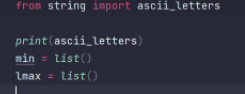 from string import ascii_letters
print(ascii_letters)
min = list()
lmax = list()